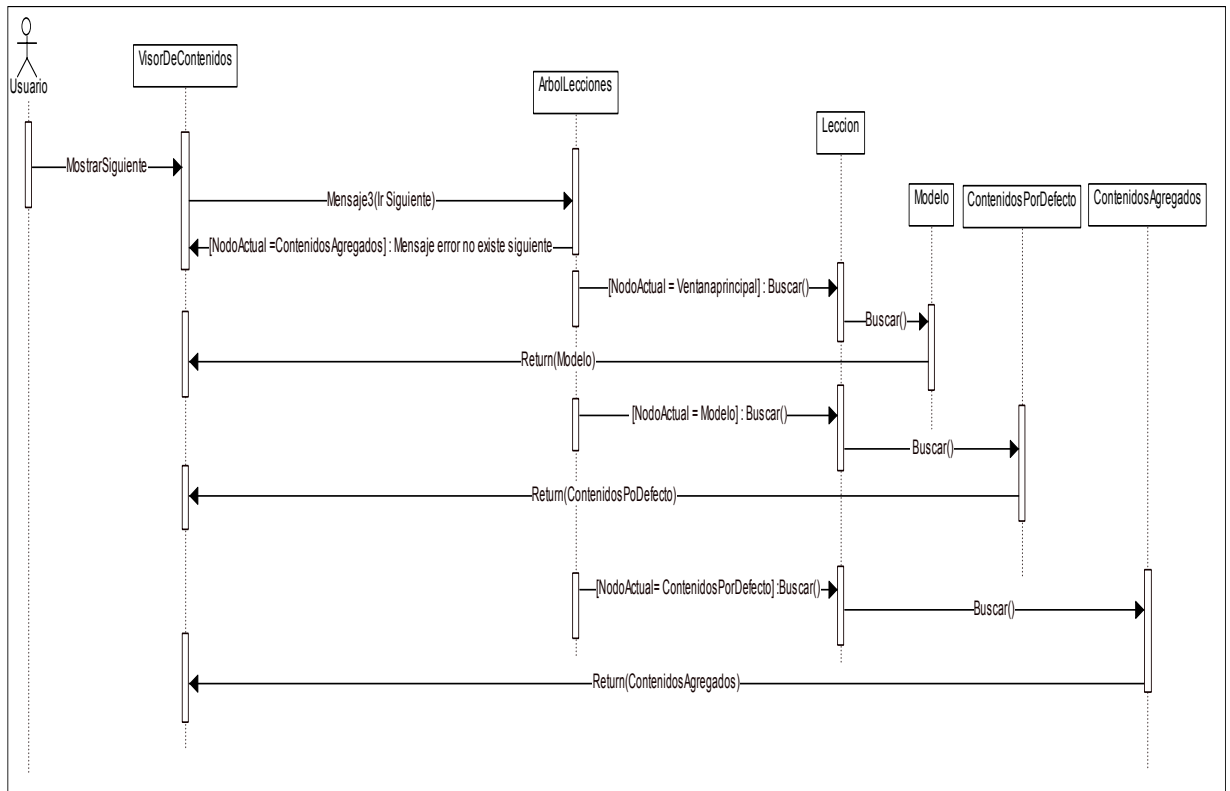 Usuario
VisorDeContenidos
ArbolLecciones
Leccion
Modelo
ContenidosPorDefecto
ContenidosAgregados
MostrarSiguiente
Mensaje3(Ir Siguiente)
[NodoActual =ContenidosAgregados] : Mensaje error no existe siguiente
[NodoActual = Ventanaprincipal] : Buscar()
Buscar()
Return(Modelo)
[NodoActual = Modelo] : Buscar()
Buscar()
Return(ContenidosPoDefecto)
[NodoActual= ContenidosPorDefecto] :Buscar()
Buscar()
Return(ContenidosAgregados)